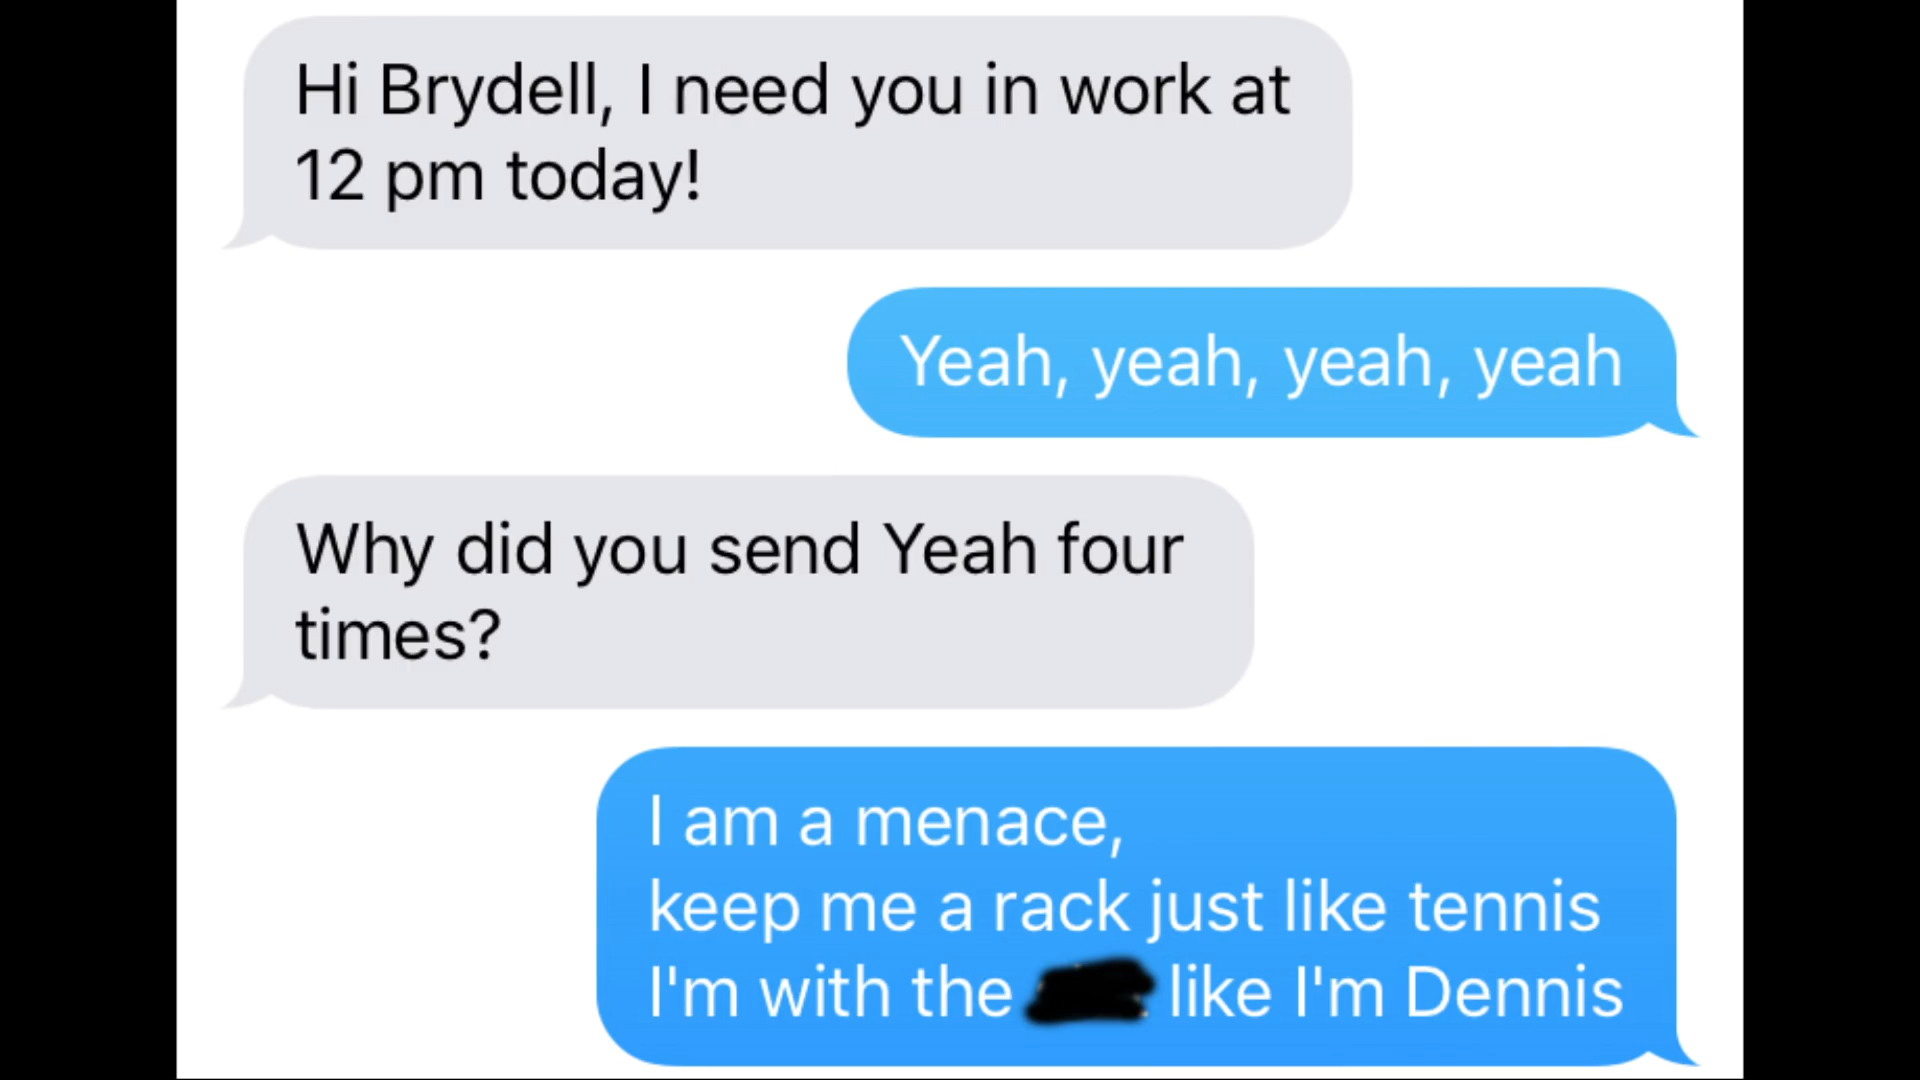 Hi Brydell, I need you in work at
12 pm today!
Yeah, yeah, yeah, yeah
Why did you send Yeah four
times?
I am a menace,
keep me a rack just like tennis
I'm with the like I'm Dennis